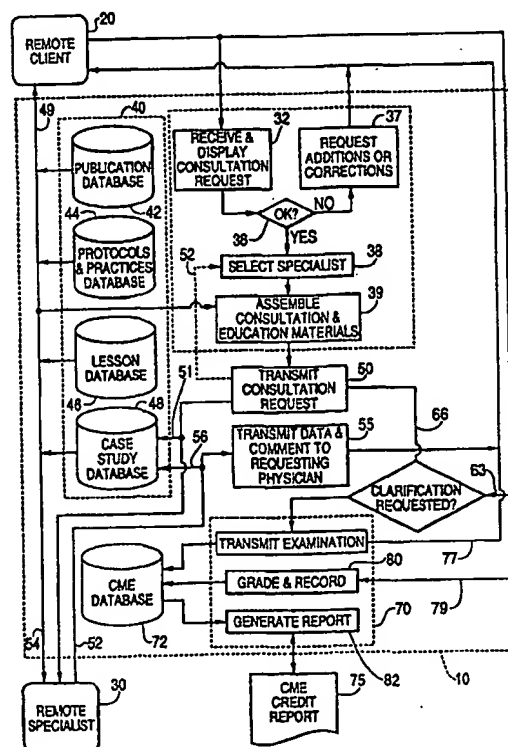 20
REMOTE
CLIENT
49
40
PUBLICATION
DATABASE
42
44
PROTOCOLS
& PRACTICES
DATABASE
LESSON
DATABASE
46
48
CASE STUDY
DATABASE
32
RECEIVE &
DISPLAY
CONSULTATION
REQUEST
37
REQUEST
ADDITIONS OR
CORRECTIONS
OK?
NO
38
YES
52
SELECT SPECIALIST
38
ASSEMBLE CONSULTATION
& EDUCATION MATERIALS
39
51
TRANSMIT
CONSULTATION
REQUEST
50
66
56
TRANSMIT DATA &
COMMENT TO
REQUESTING
PHYSICIAN
55
63
CLARIFICATION
REQUESTED?
TRANSMIT EXAMINATION
77
80
GRADE & RECORD
79
CME
DATABASE
72
GENERATE REPORT
70
82
54
52
10
REMOTE
SPECIALIST
30
CME
CREDIT
REPORT
75